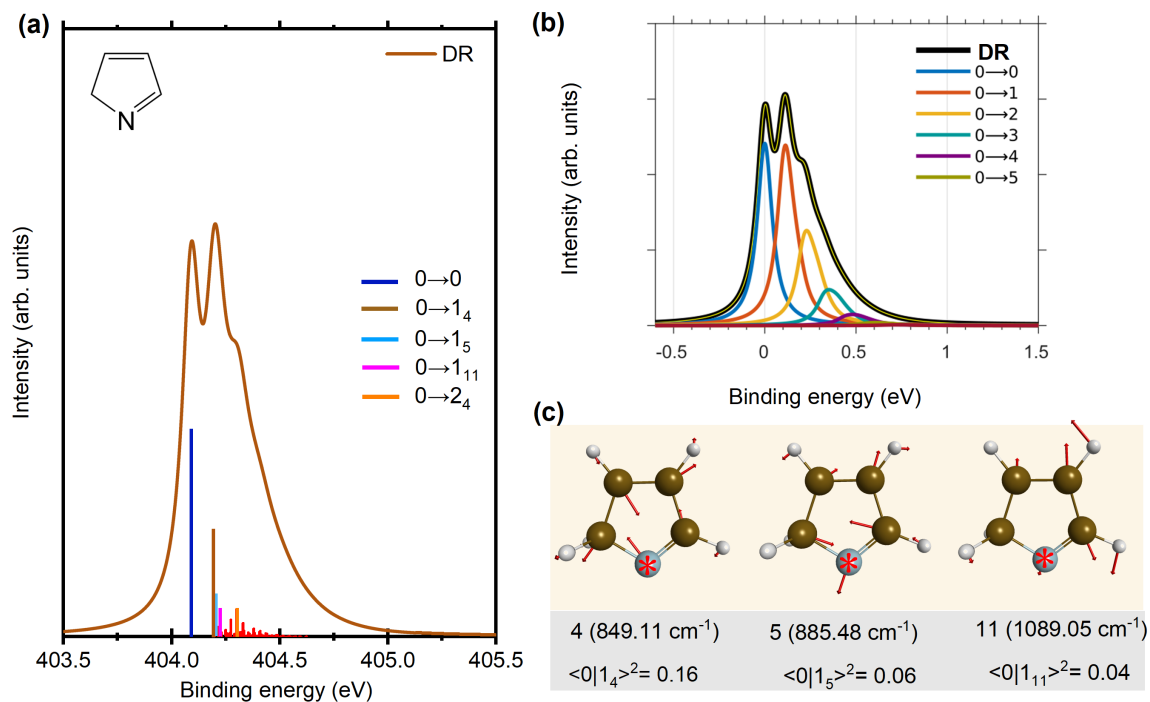 (a)
DR
N
0→0
0→1₄
0→1₅
0→1₁₁
0→2₄
Intensity (arb. units)
403.5 404.0 404.5 405.0 405.5
Binding energy (eV)
(b)
DR
0→0
0→1
0→2
0→3
0→4
0→5
Intensity (arb. units)
-0.5 0 0.5 1 1.5
Binding energy (eV)
(c)
* * *
4 (849.11 cm⁻¹) 5 (885.48 cm⁻¹) 11 (1089.05 cm⁻¹)
<0|1₄>²= 0.16 <0|1₅>²= 0.06 <0|1₁₁>²= 0.04